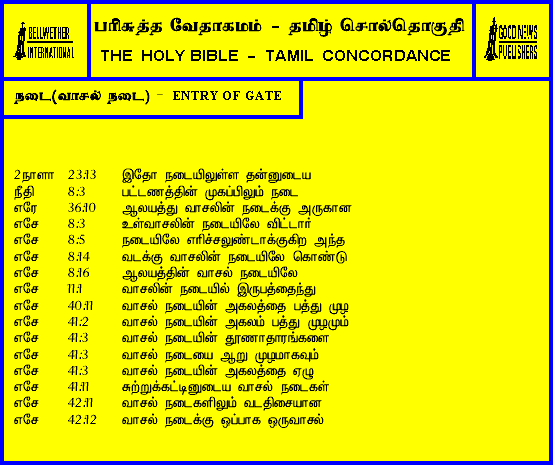 BELLWETHER
INTERNATIONAL
பரிசுத்த வேதாகமம் - தமிழ் சொல்தொகுதி
THE HOLY BIBLE - TAMIL CONCORDANCE
GOOD NEWS
PUBLISHERS
நடை(வாசல் நடை) - ENTRY OF GATE
2நாளா 23:13 இதோ நடையிலுள்ள தன்னுடைய
நீதி 8:3 பட்டணத்தின் முகப்பிலும் நடை
எரே 36:10 ஆலயத்து வாசலின் நடைக்கு அருகான
எசே 8:3 உள்வாசலின் நடையிலே விட்டார்
எசே 8:5 நடையிலே எரிச்சலுண்டாக்குகிற அந்த
எசே 8:14 வடக்கு வாசலின் நடையிலே கொண்டு
எசே 8:16 ஆலயத்தின் வாசல் நடையிலே
எசே 11:1 வாசலின் நடையில் இருபத்தைந்து
எசே 40:11 வாசல் நடையின் அகலத்தை பத்து முழ
எசே 41:2 வாசல் நடையின் அகலம் பத்து முழமும்
எசே 41:3 வாசல் நடையின் தூணாதாரங்களை
எசே 41:3 வாசல் நடையை ஆறு முழமாகவும்
எசே 41:3 வாசல் நடையின் அகலத்தை ஏழு
எசே 41:11 சுற்றுக்கட்டினுடைய வாசல் நடைகள்
எசே 42:11 வாசல் நடைகளிலும் வடதிசையான
எசே 42:12 வாசல் நடைக்கு ஒப்பாக ஒருவாசல்